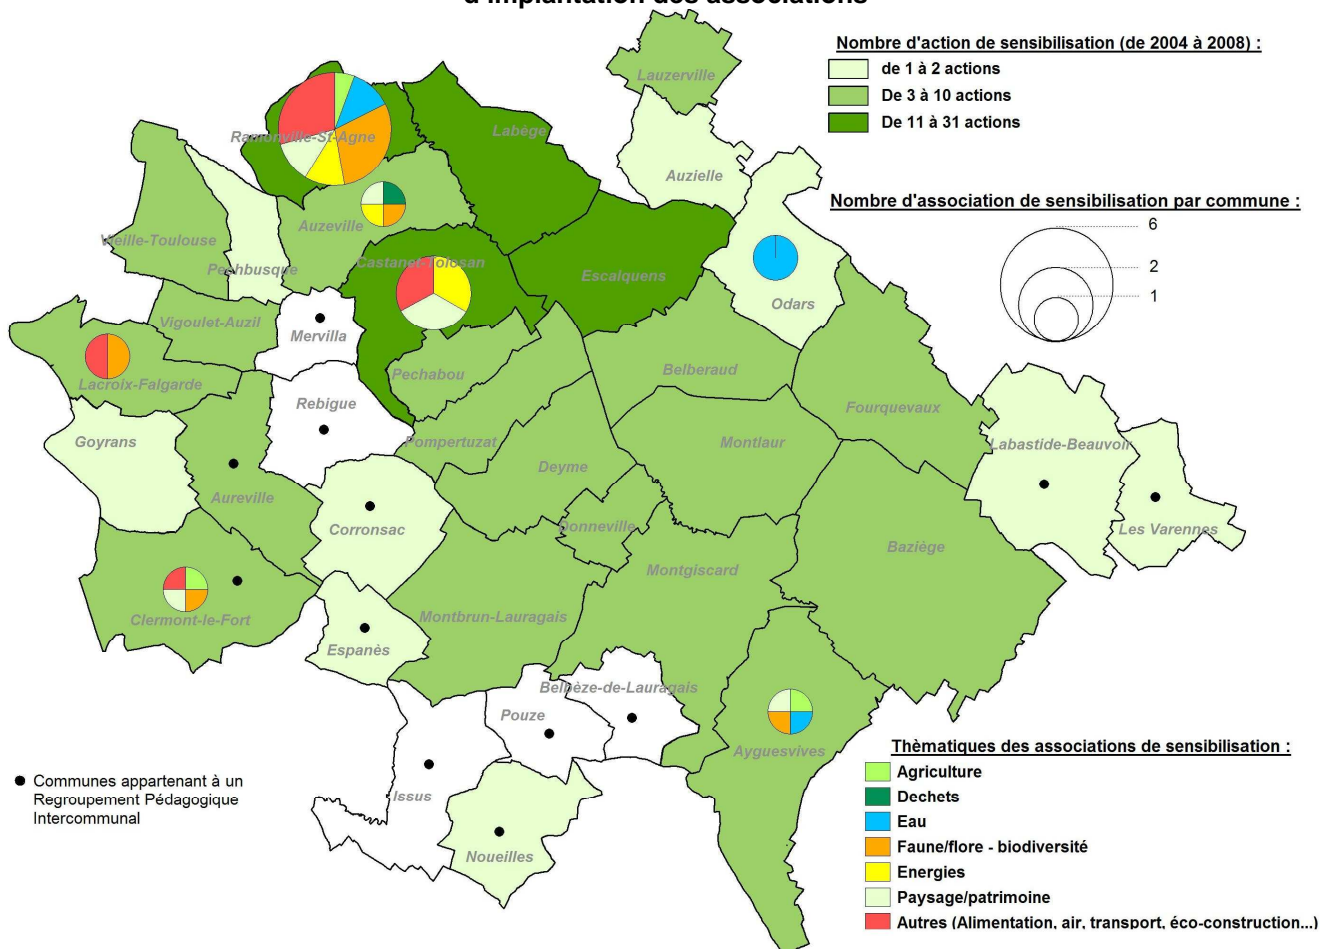 d'implantation des associations
Nombre d'action de sensibilisation (de 2004 à 2008) :
de 1 à 2 actions
De 3 à 10 actions
De 11 à 31 actions
Nombre d'association de sensibilisation par commune :
6
2
1
Lauzerville
Ramonville-St-Agne
Labège
Auzielle
Auzeville
Vieille-Toulouse
Pechbusque
Castanet-Tolosan
Escalquens
Odars
Vigoulet-Auzil
Mervilla
Lacroix-Falgarde
Pechabou
Belberaud
Rebigue
Fourquevaux
Goyrans
Pompertuzat
Montlaur
Labastide-Beauvoir
Deyme
Aureville
Corronsac
Donneville
Les Varennes
Baziège
Montgiscard
Clermont-le-Fort
Montbrun-Lauragais
Espanès
Belbèze-de-Lauragais
Pouze
Ayguesvives
Issus
Noueilles
Communes appartenant à un
Regroupement Pédagogique
Intercommunal
Thèmatiques des associations de sensibilisation :
Agriculture
Dechets
Eau
Faune/flore - biodiversité
Energies
Paysage/patrimoine
Autres (Alimentation, air, transport, éco-construction...)